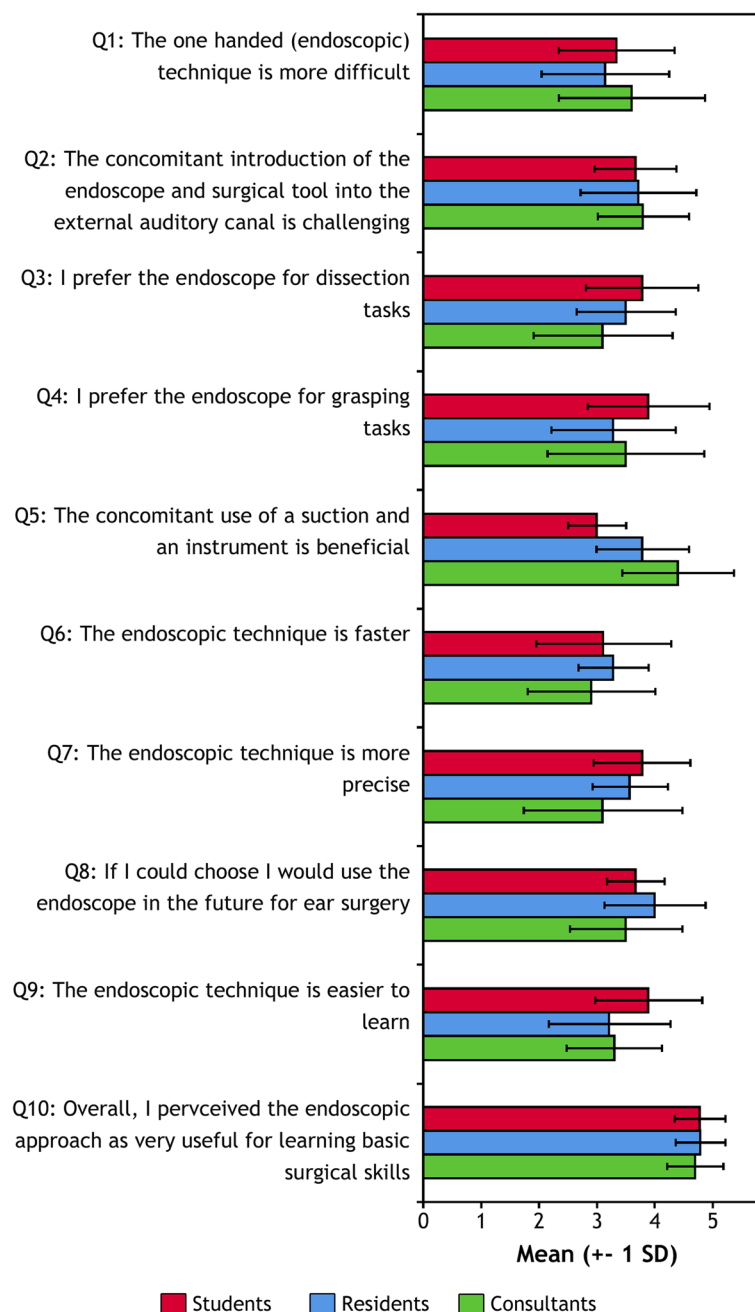 Q1: The one handed (endoscopic)
technique is more difficult
Q2: The concomitant introduction of the
endoscope and surgical tool into the
external auditory canal is challenging
Q3: I prefer the endoscope for dissection
tasks
Q4: I prefer the endoscope for grasping
tasks
Q5: The concomitant use of a suction and
an instrument is beneficial
Q6: The endoscopic technique is faster
Q7: The endoscopic technique is more
precise
Q8: If I could choose I would use the
endoscope in the future for ear surgery
Q9: The endoscopic technique is easier to
learn
Q10: Overall, I pervceived the endoscopic
approach as very useful for learning basic
surgical skills
0 1 2 3 4 5
Mean (+- 1 SD)
Students Residents Consultants